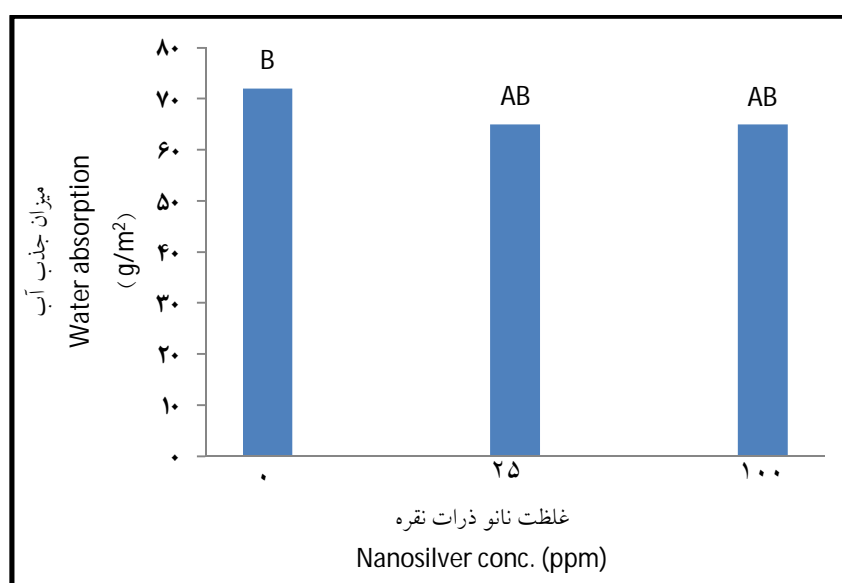 ۸۰
۷۰
۶۰
۵۰
۴۰
۳۰
۲۰
۱۰
۰
B
AB
AB
میزان جذب آب
Water absorption
(g/m²)
۰
۲۵
۱۰۰
غلظت نانو ذرات نقره
Nanosilver conc. (ppm)